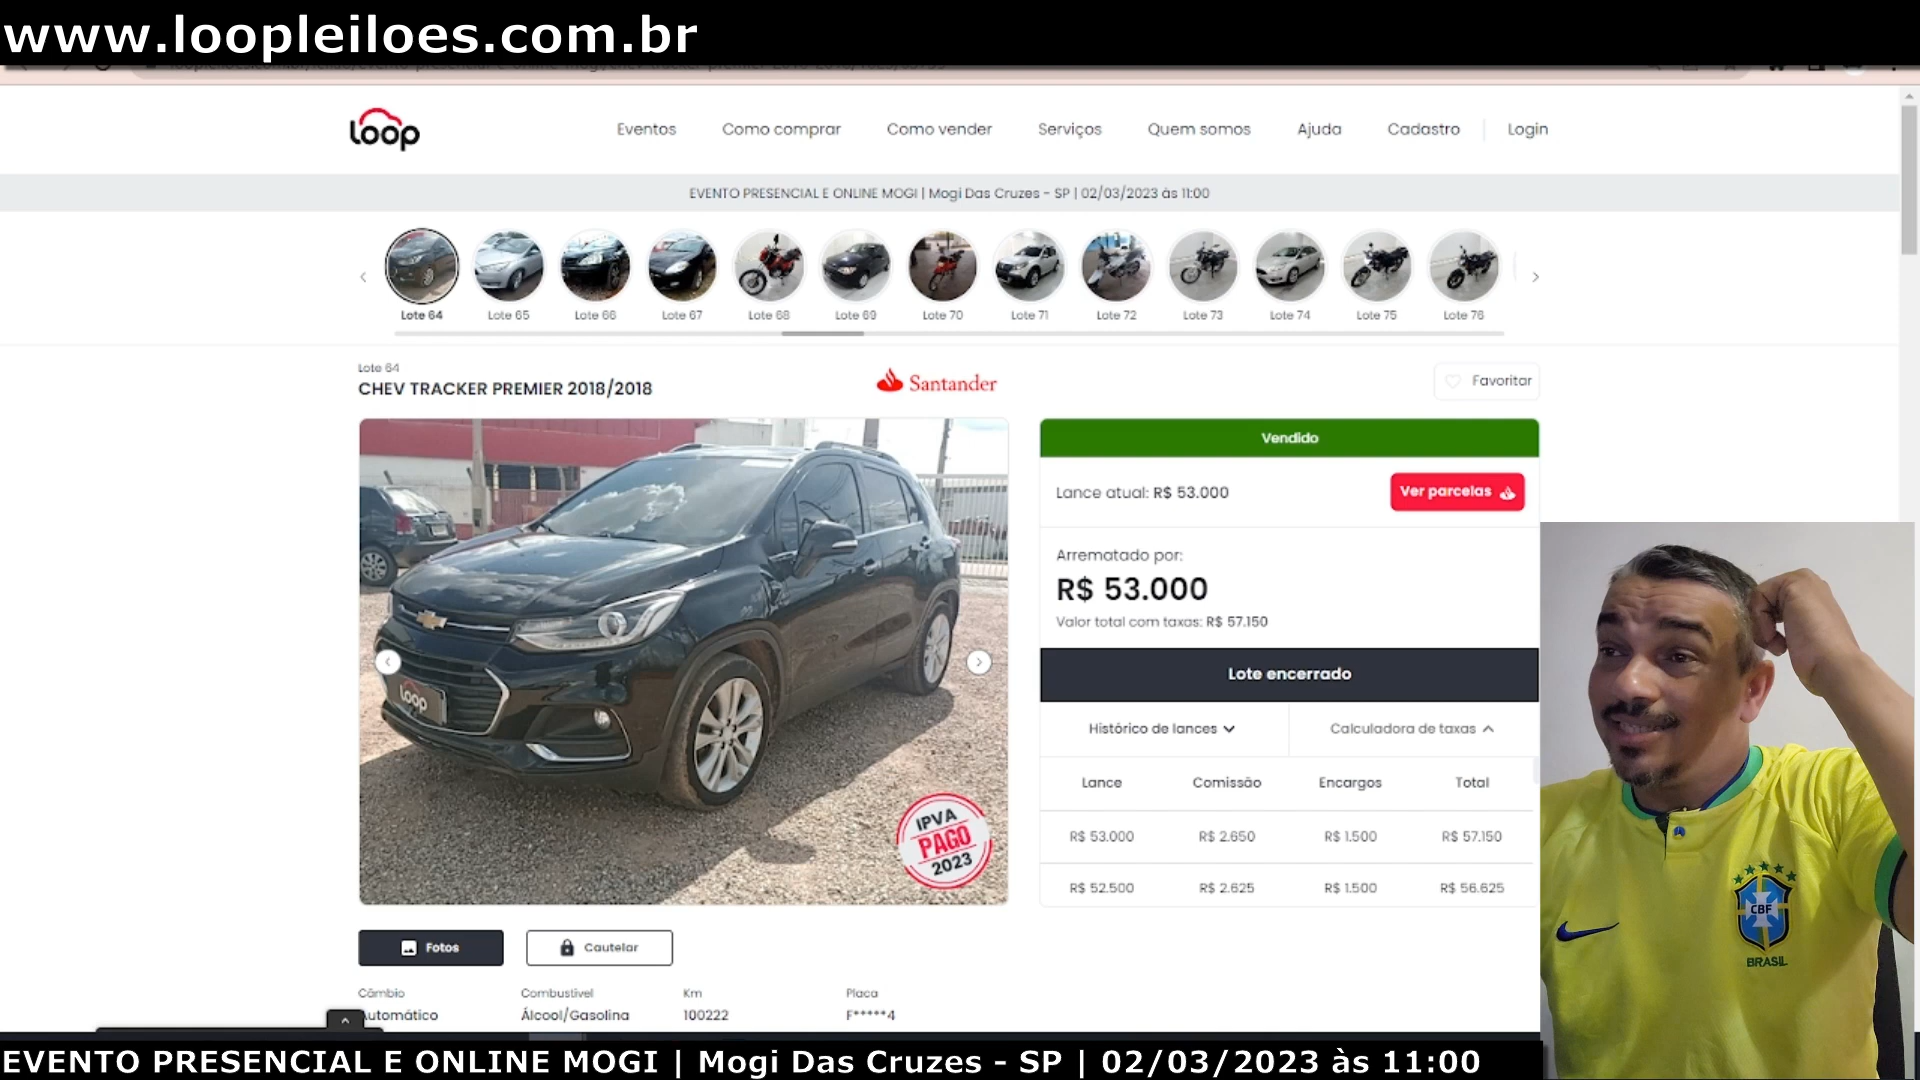 www.loopleiloes.com.br
loop
Eventos
Como comprar
Como vender
Serviços
Quem somos
Ajuda
Cadastro
Login
EVENTO PRESENCIAL E ONLINE MOGI | Mogi Das Cruzes - SP | 02/03/2023 às 11:00
Lote 64
Lote 65
Lote 66
Lote 67
Lote 68
Lote 69
Lote 70
Lote 71
Lote 72
Lote 73
Lote 74
Lote 75
Lote 76
Lote 64
CHEV TRACKER PREMIER 2018/2018
Santander
Favoritar
loop
IPVA
PAGO
2023
Vendido
Lance atual: R$ 53.000
Ver parcelas
Arrematado por:
R$ 53.000
Valor total com taxas: R$ 57.150
Lote encerrado
Histórico de lances
Calculadora de taxas
Lance Comissão Encargos Total
R$ 53.000 R$ 2.650 R$ 1.500 R$ 57.150
R$ 52.500 R$ 2.625 R$ 1.500 R$ 56.625
Fotos
Cautelar
Câmbio Combustível Km Placa
Automático Álcool/Gasolina 100222 F*****4
CBF
BRASIL
EVENTO PRESENCIAL E ONLINE MOGI | Mogi Das Cruzes - SP | 02/03/2023 às 11:00